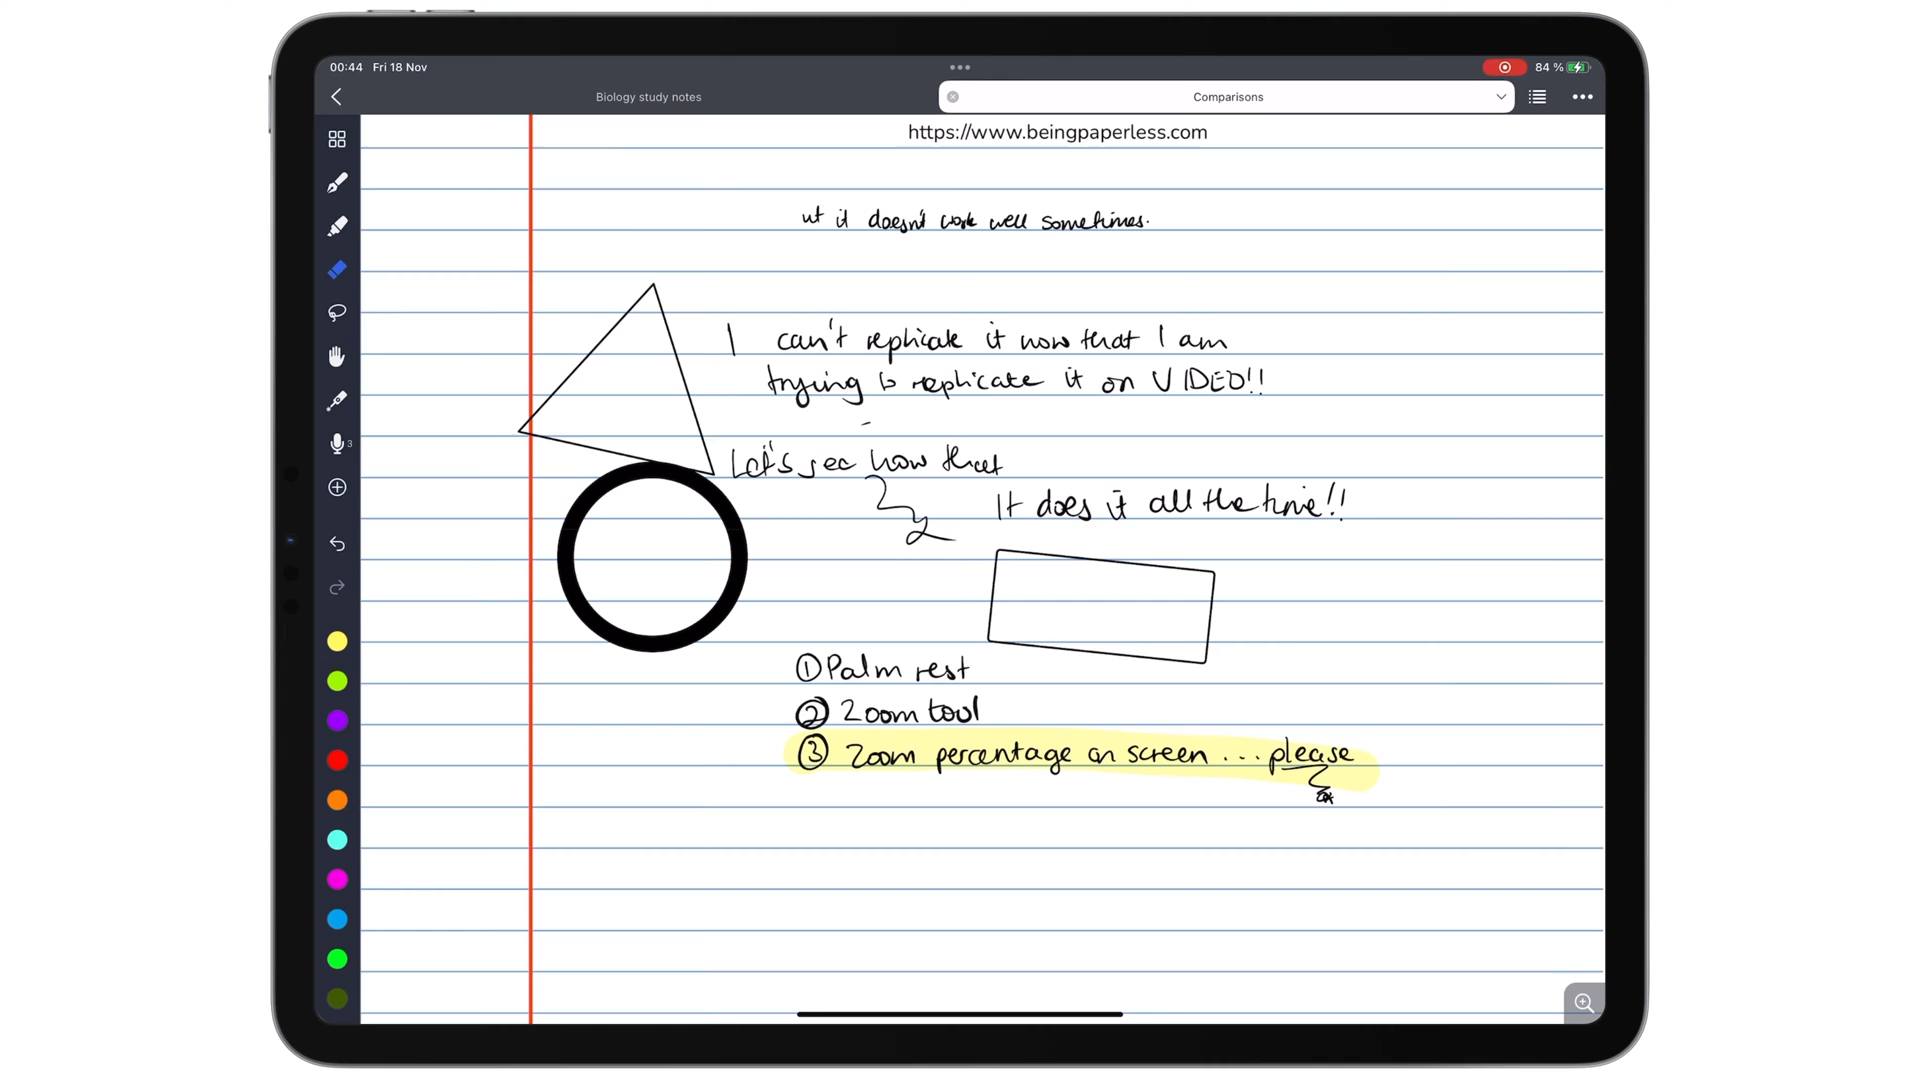 00:44 Fri 18 Nov
84 %
Biology study notes
Comparisons
https://www.beingpaperless.com
ut it doesn't work well sometimes.
I can't replicate it now that I am
trying to replicate it on VIDEO!!
Let's see how that
It does it all the time!!
3
① Palm rest
② Zoom tool
③ Zoom percentage on screen ... please